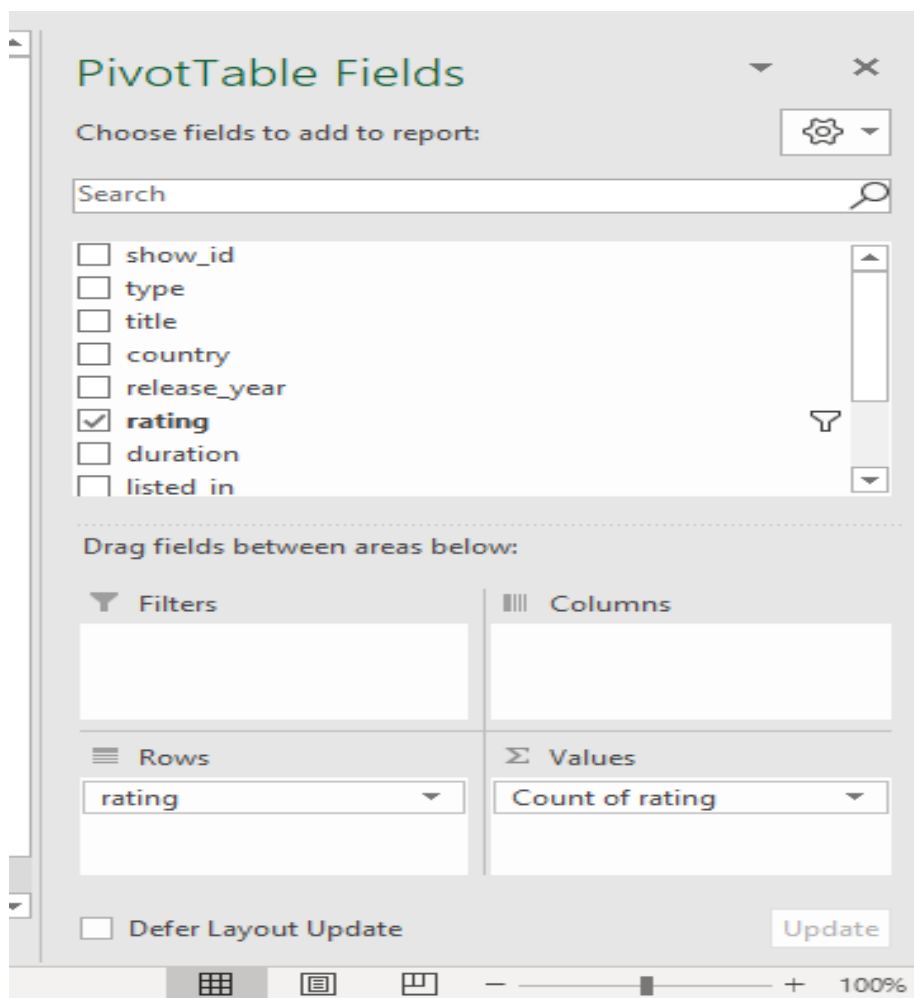 PivotTable Fields
Choose fields to add to report:
Search
show_id
type
title
country
release_year
rating
duration
listed_in
Drag fields between areas below:
Filters
Columns
Rows
Σ Values
rating
Count of rating
Defer Layout Update
Update
100%